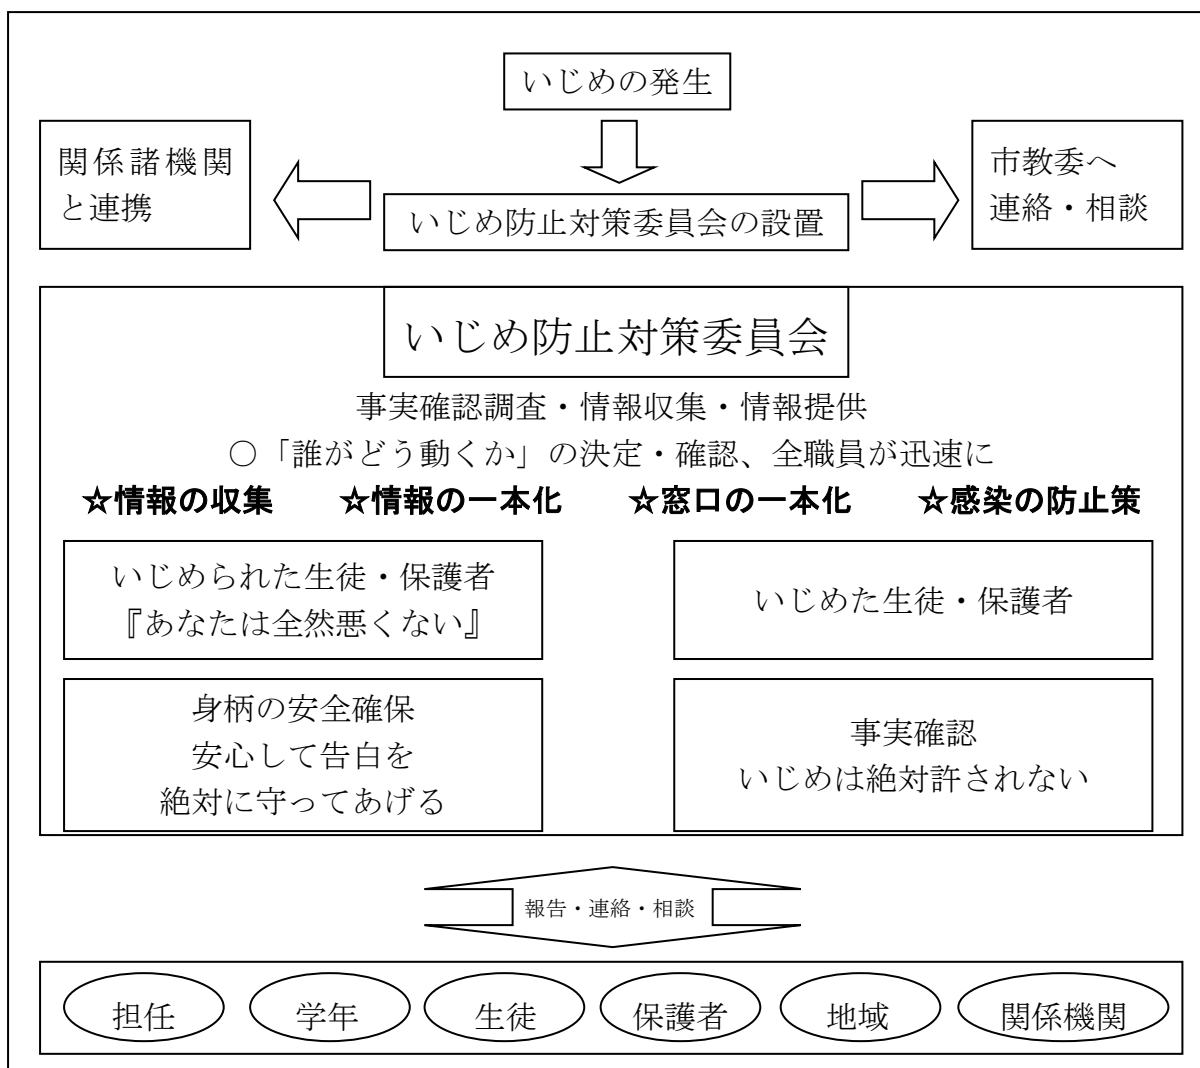 いじめの発生
関係諸機関
と連携
いじめ防止対策委員会の設置
市教委へ
連絡・相談
いじめ防止対策委員会
事実確認調査・情報収集・情報提供
○「誰がどう動くか」の決定・確認、全職員が迅速に
☆情報の収集 ☆情報の一本化 ☆窓口の一本化 ☆感染の防止策
いじめられた生徒・保護者
『あなたは全然悪くない』
いじめた生徒・保護者
身柄の安全確保
安心して告白を
絶対に守ってあげる
事実確認
いじめは絶対許されない
報告・連絡・相談
担任 学年 生徒 保護者 地域 関係機関